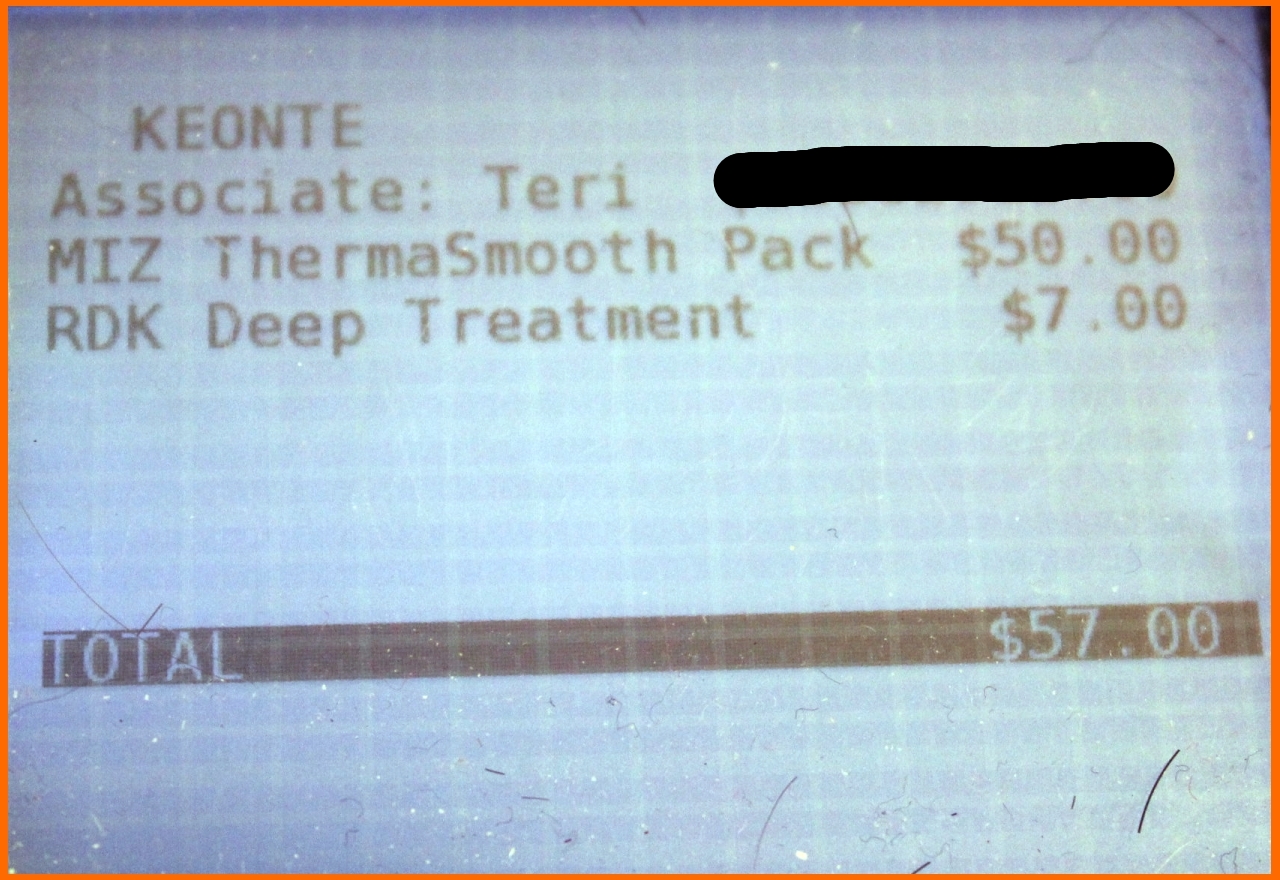 KEONTE
Associate: Teri
MIZ ThermaSmooth Pack $50.00
RDK Deep Treatment $7.00
TOTAL $57.00